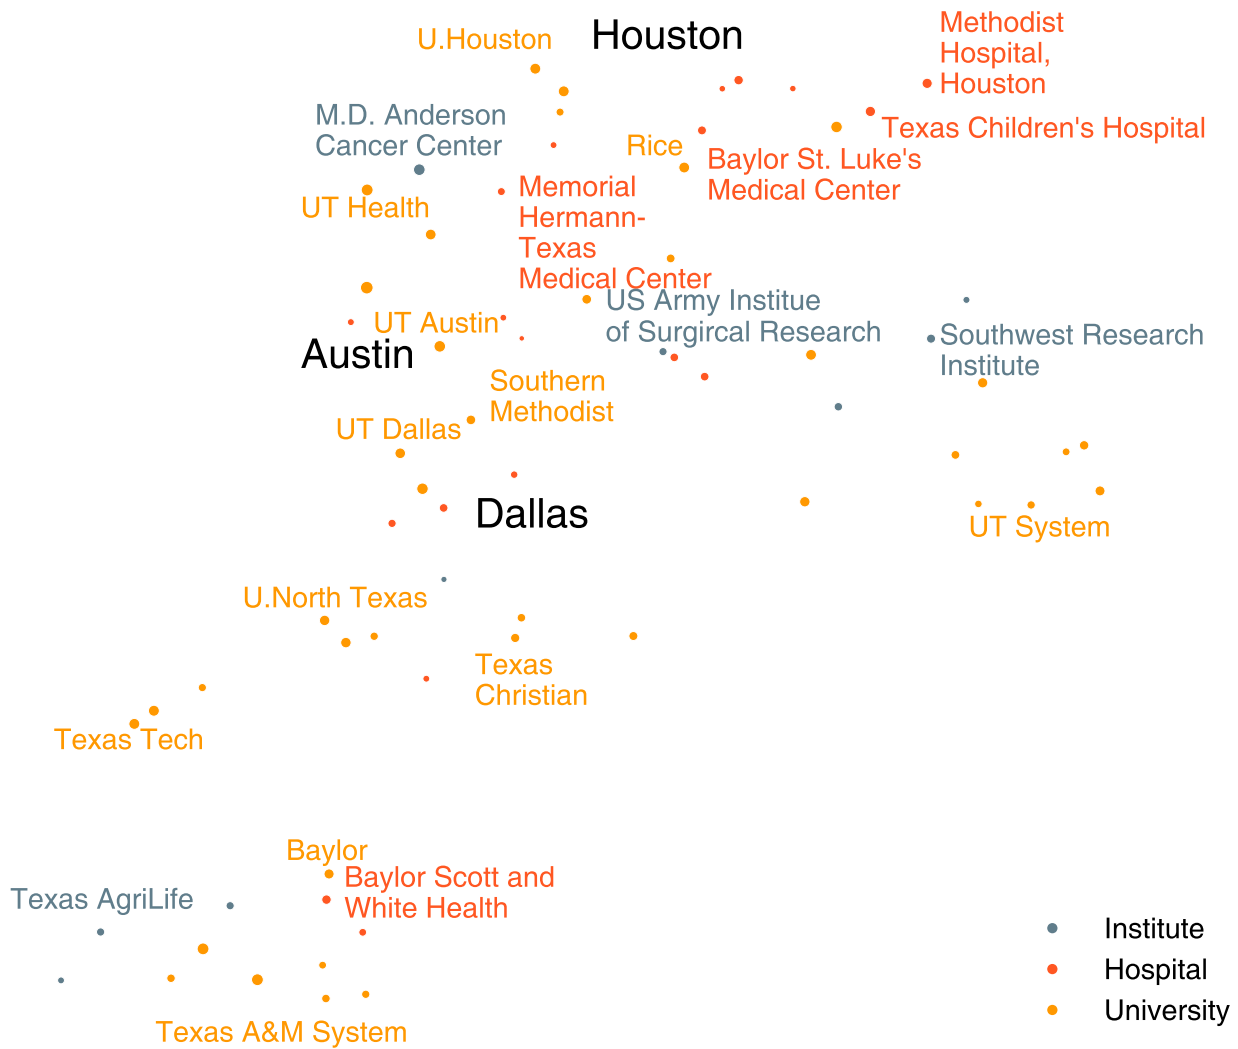 U.Houston
Houston
Methodist
Hospital,
Houston
M.D. Anderson
Cancer Center
Texas Children's Hospital
Rice
Baylor St. Luke's
Medical Center
UT Health
Memorial
Hermann-
Texas
Medical Center
US Army Institue
of Surgircal Research
UT Austin
Austin
Southwest Research
Institute
Southern
Methodist
UT Dallas
Dallas
UT System
U.North Texas
Texas
Christian
Texas Tech
Baylor
Baylor Scott and
White Health
Texas AgriLife
Texas A&M System
Institute
Hospital
University